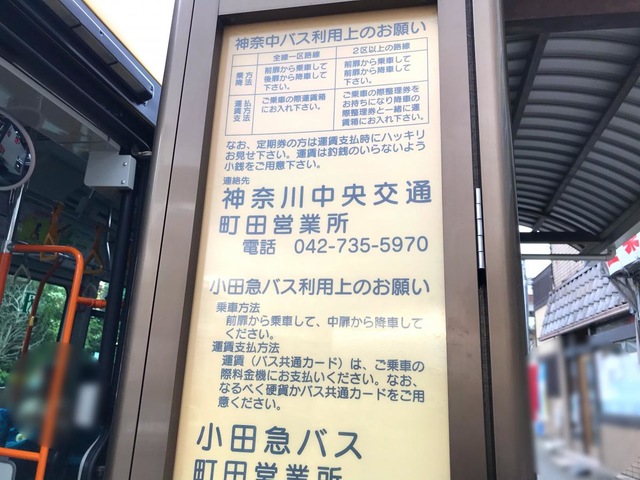 神奈中バス利用上のお願い
全線一区路線
2区以上の路線
乗降方法
前扉から乗車して
後扉から降車して
下さい。
前扉から乗車して
前扉から降車して
下さい。
運賃支払方法
ご乗車の際運賃箱
にお入れ下さい。
ご乗車の際整理券を
お持ちになり降車の
際整理券と一緒に運
賃箱にお入れ下さい。
なお、定期券の方は運賃支払時にハッキリ
お見せ下さい。運賃は釣銭のいらないよう
小銭をご用意下さい。
連絡先
神奈川中央交通
町田営業所
電話 042-735-5970
小田急バス利用上のお願い
乗車方法
前扉から乗車して、中扉から降車して
ください。
運賃支払方法
運賃（バス共通カード）は、ご乗車の
際料金機にお支払いください。なお、
なるべく硬貨かバス共通カードをご用
意ください。
小田急バス
町田営業所